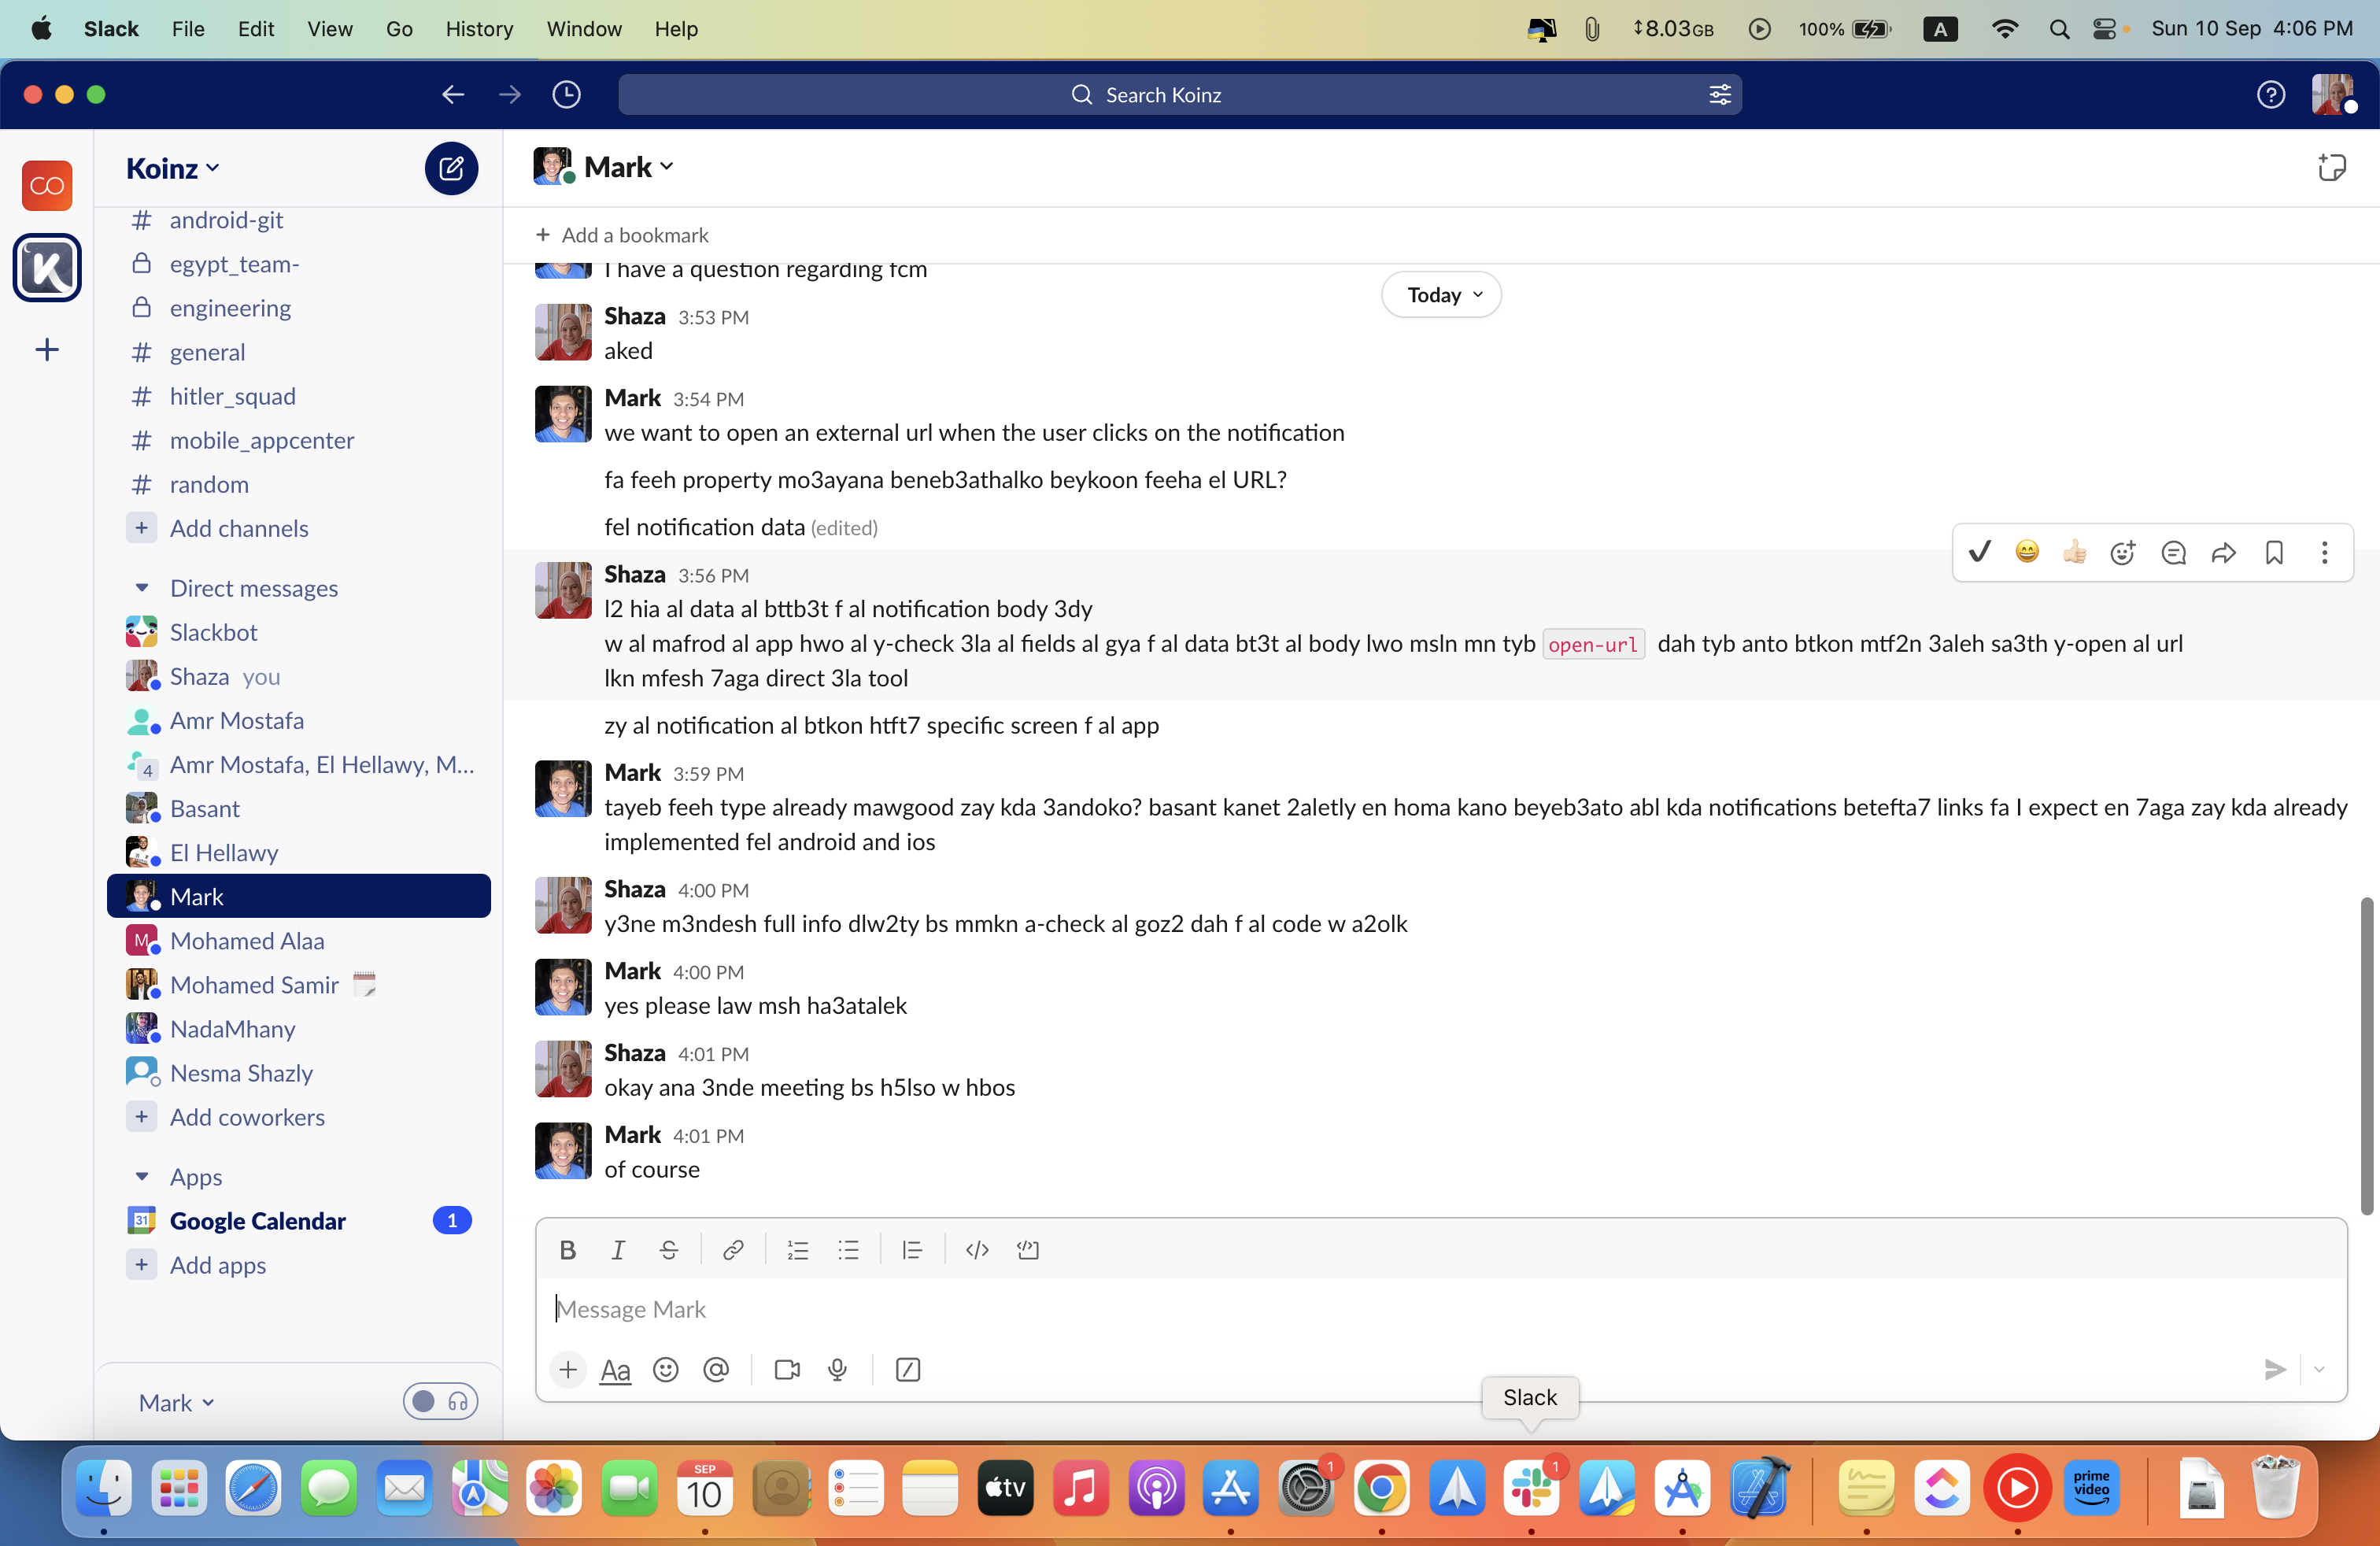 Slack File Edit View Go History Window Help 8.03GB 100% A Sun 10 Sep 4:06 PM
Search Koinz
Koinz
android-git
egypt_team-
engineering
general
hitler_squad
mobile_appcenter
random
Add channels
Direct messages
Slackbot
Shaza you
Amr Mostafa
4 Amr Mostafa, El Hellawy, M...
Basant
El Hellawy
Mark
M Mohamed Alaa
Mohamed Samir
NadaMhany
Nesma Shazly
Add coworkers
Apps
31 Google Calendar 1
Add apps
Mark
Mark
Add a bookmark
I have a question regarding fcm
Today
Shaza 3:53 PM
aked
Mark 3:54 PM
we want to open an external url when the user clicks on the notification
fa feeh property mo3ayana beneb3athalko beykoon feeha el URL?
fel notification data (edited)
Shaza 3:56 PM
l2 hia al data al bttb3t f al notification body 3dy
w al mafrod al app hwo al y-check 3la al fields al gya f al data bt3t al body lwo msln mn tyb open-url dah tyb anto btkon mtf2n 3aleh sa3th y-open al url
lkn mfesh 7aga direct 3la tool
zy al notification al btkon htft7 specific screen f al app
Mark 3:59 PM
tayeb feeh type already mawgood zay kda 3andoko? basant kanet 2aletly en homa kano beyeb3ato abl kda notifications betefta7 links fa I expect en 7aga zay kda already
implemented fel android and ios
Shaza 4:00 PM
y3ne m3ndesh full info dlw2ty bs mmkn a-check al goz2 dah f al code w a2olk
Mark 4:00 PM
yes please law msh ha3atalek
Shaza 4:01 PM
okay ana 3nde meeting bs h5lso w hbos
Mark 4:01 PM
of course
Message Mark
Aa
Slack
SEP
10
tv
1
1
prime video